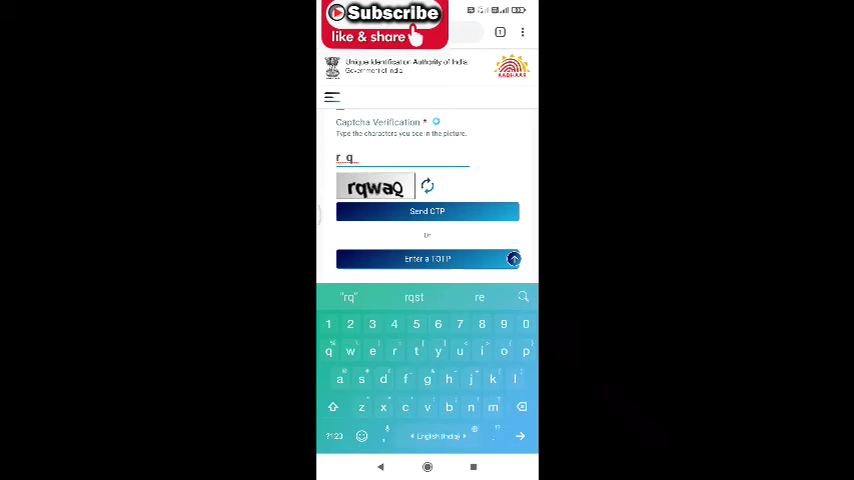 Subscribe
like & share
1
Unique Identification Authority of India
Government of India
AADHAAR
Captcha Verification *
Type the characters you see in the picture.
r q
rqwaQ
Send OTP
Or
Enter a TOTP
"rq" rqst re
1 2 3 4 5 6 7 8 9 0
q w e r t y u i o p
a s d f g h j k l
z x c v b n m
?123 , English (India) .